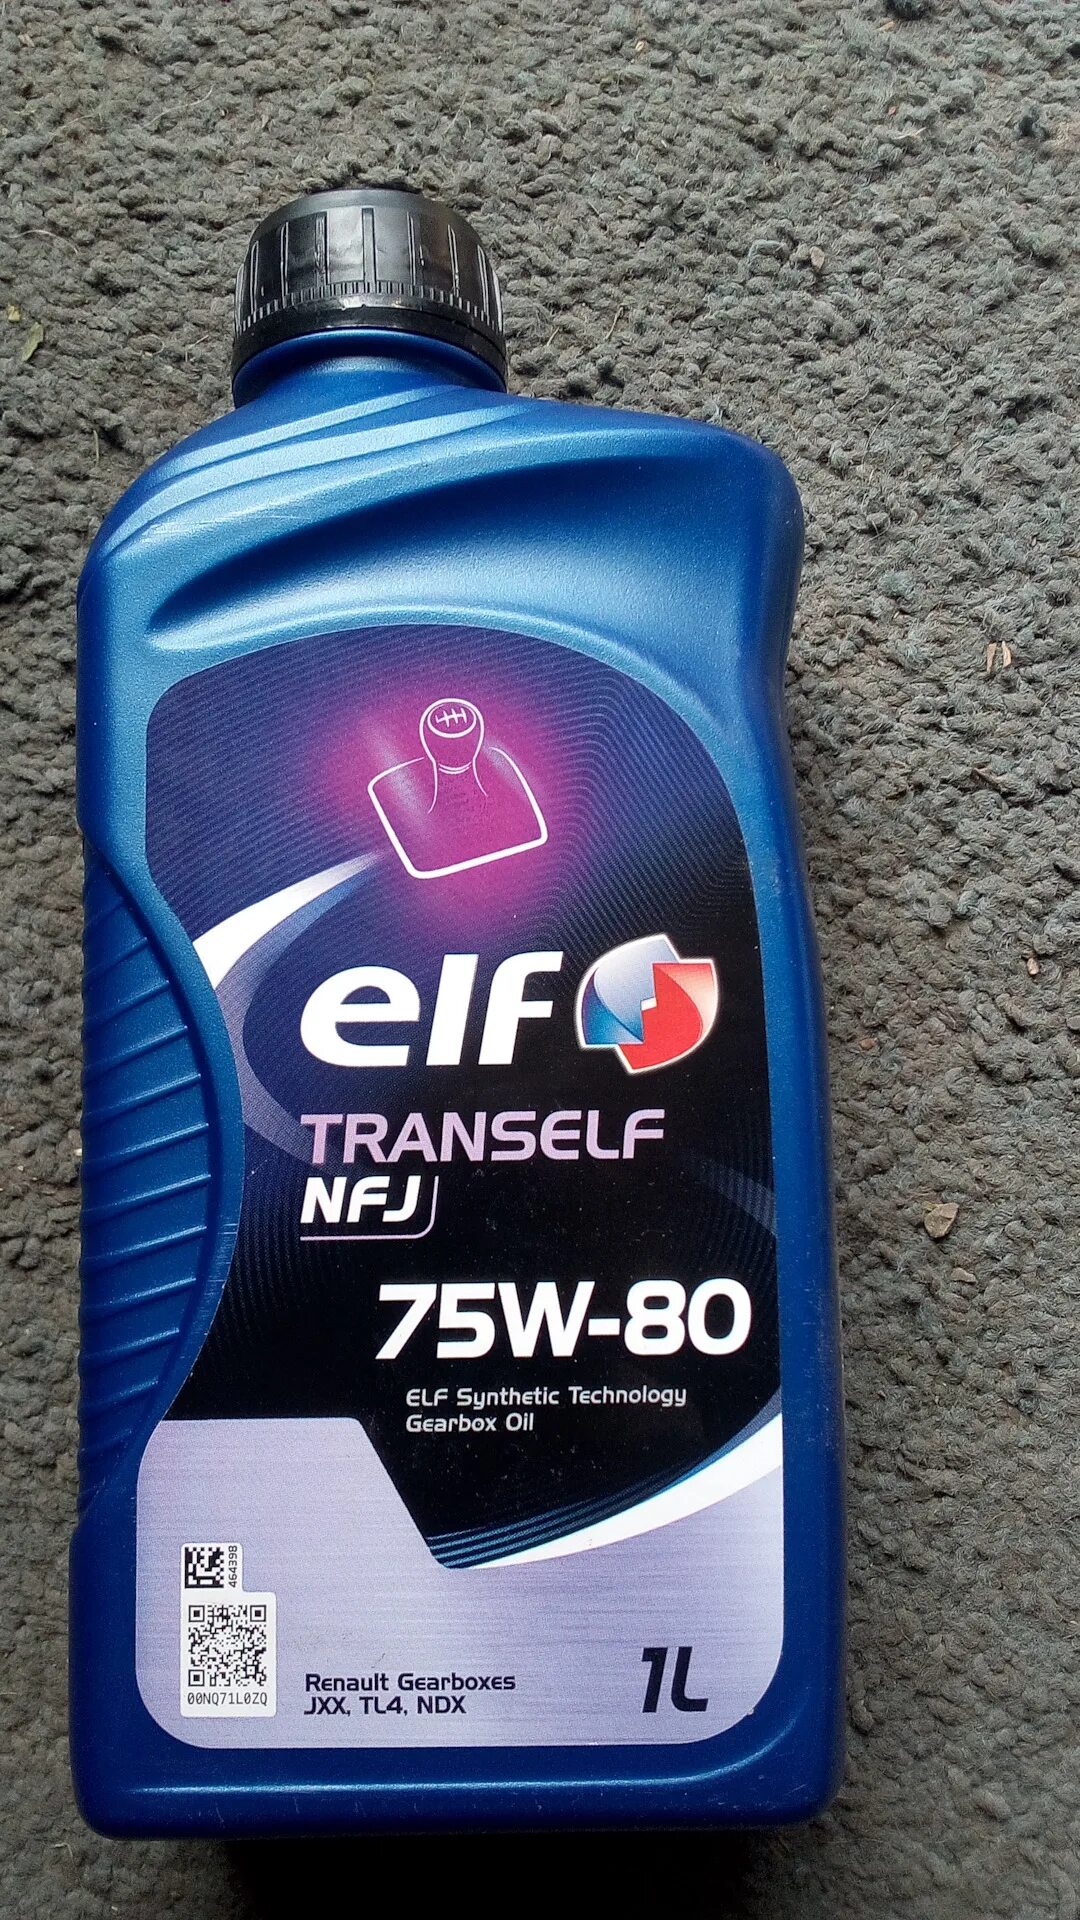 elf
TRANSELF
NFJ
75W-80
ELF Synthetic Technology
Gearbox Oil
464398
00NQ71L0ZQ
Renault Gearboxes
JXX, TL4, NDX
1L